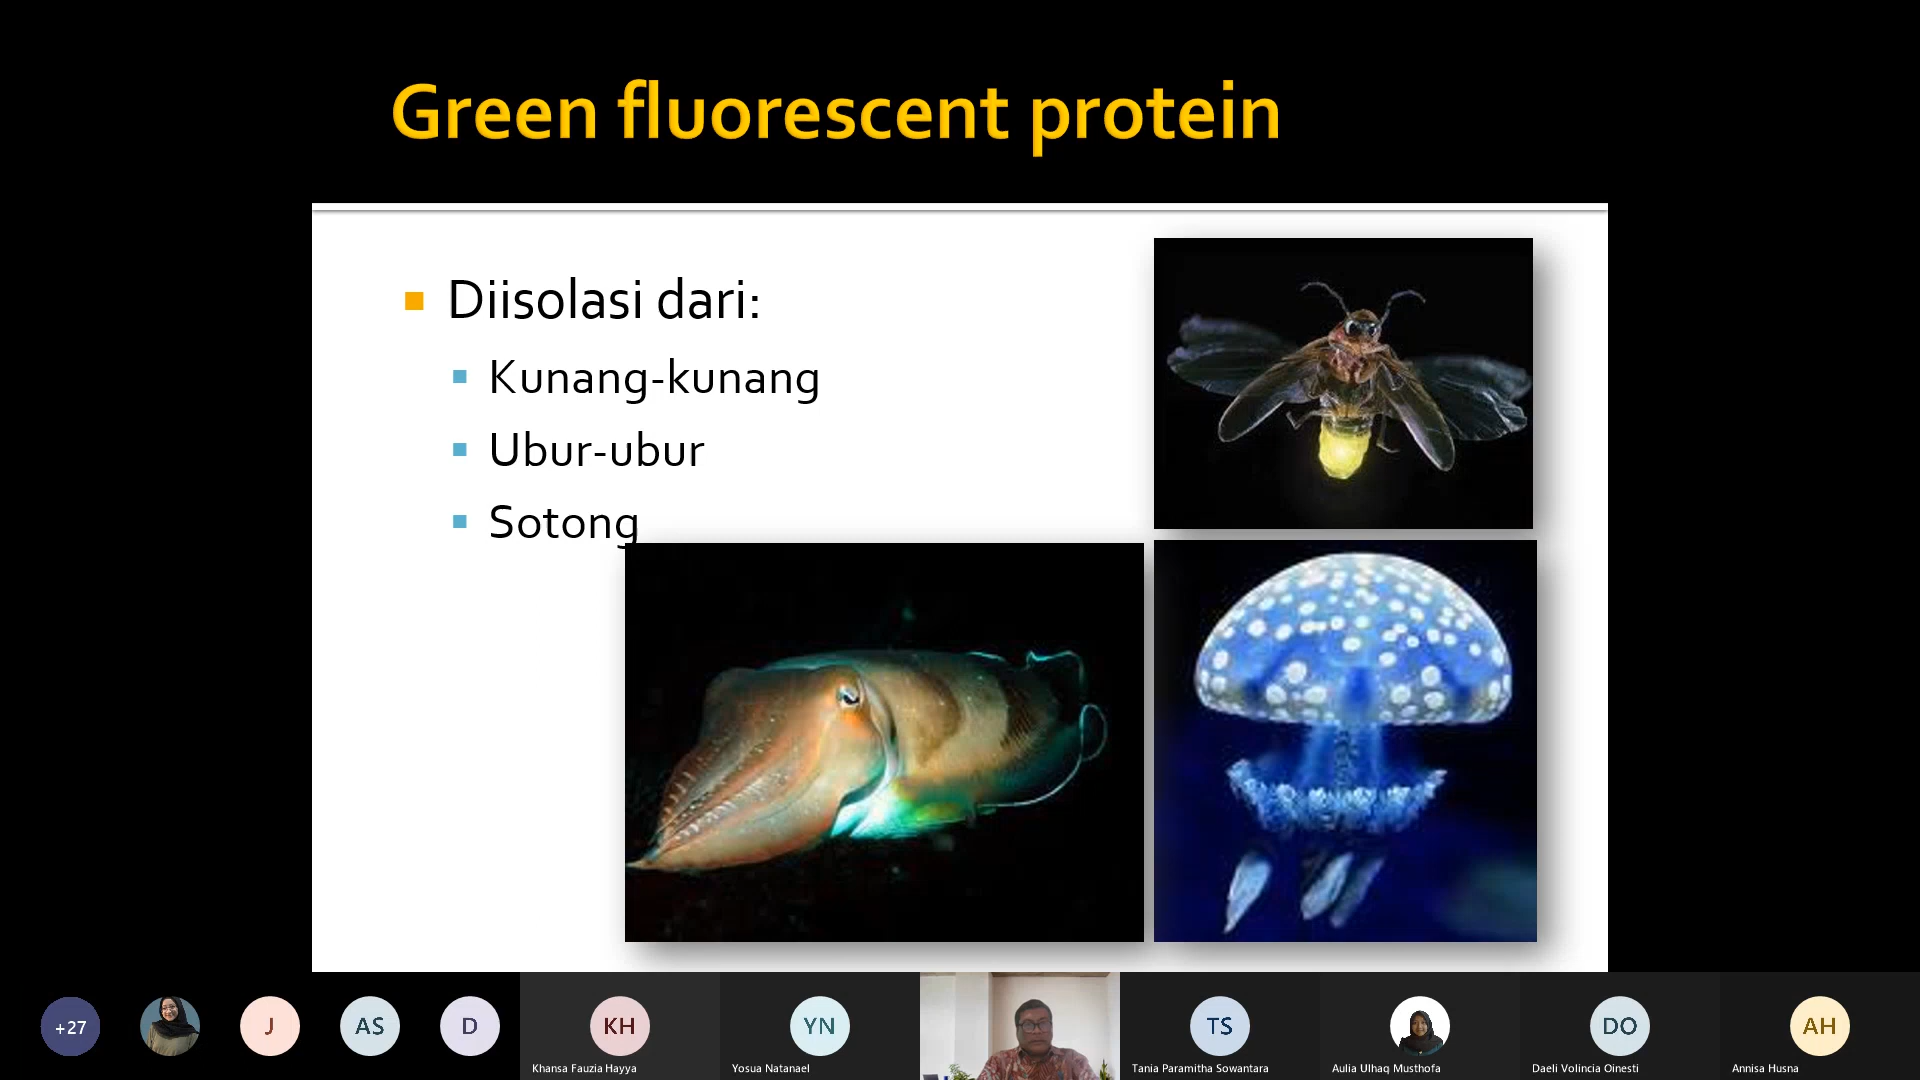 Green fluorescent protein
Diisolasi dari:
Kunang-kunang
Ubur-ubur
Sotong
+27
J
AS
D
KH
YN
TS
DO
AH
Khansa Fauzia Hayya
Yosua Natanael
Tania Paramitha Sowantara
Aulia Ulhaq Musthofa
Daeli Volincia Oinesti
Annisa Husna